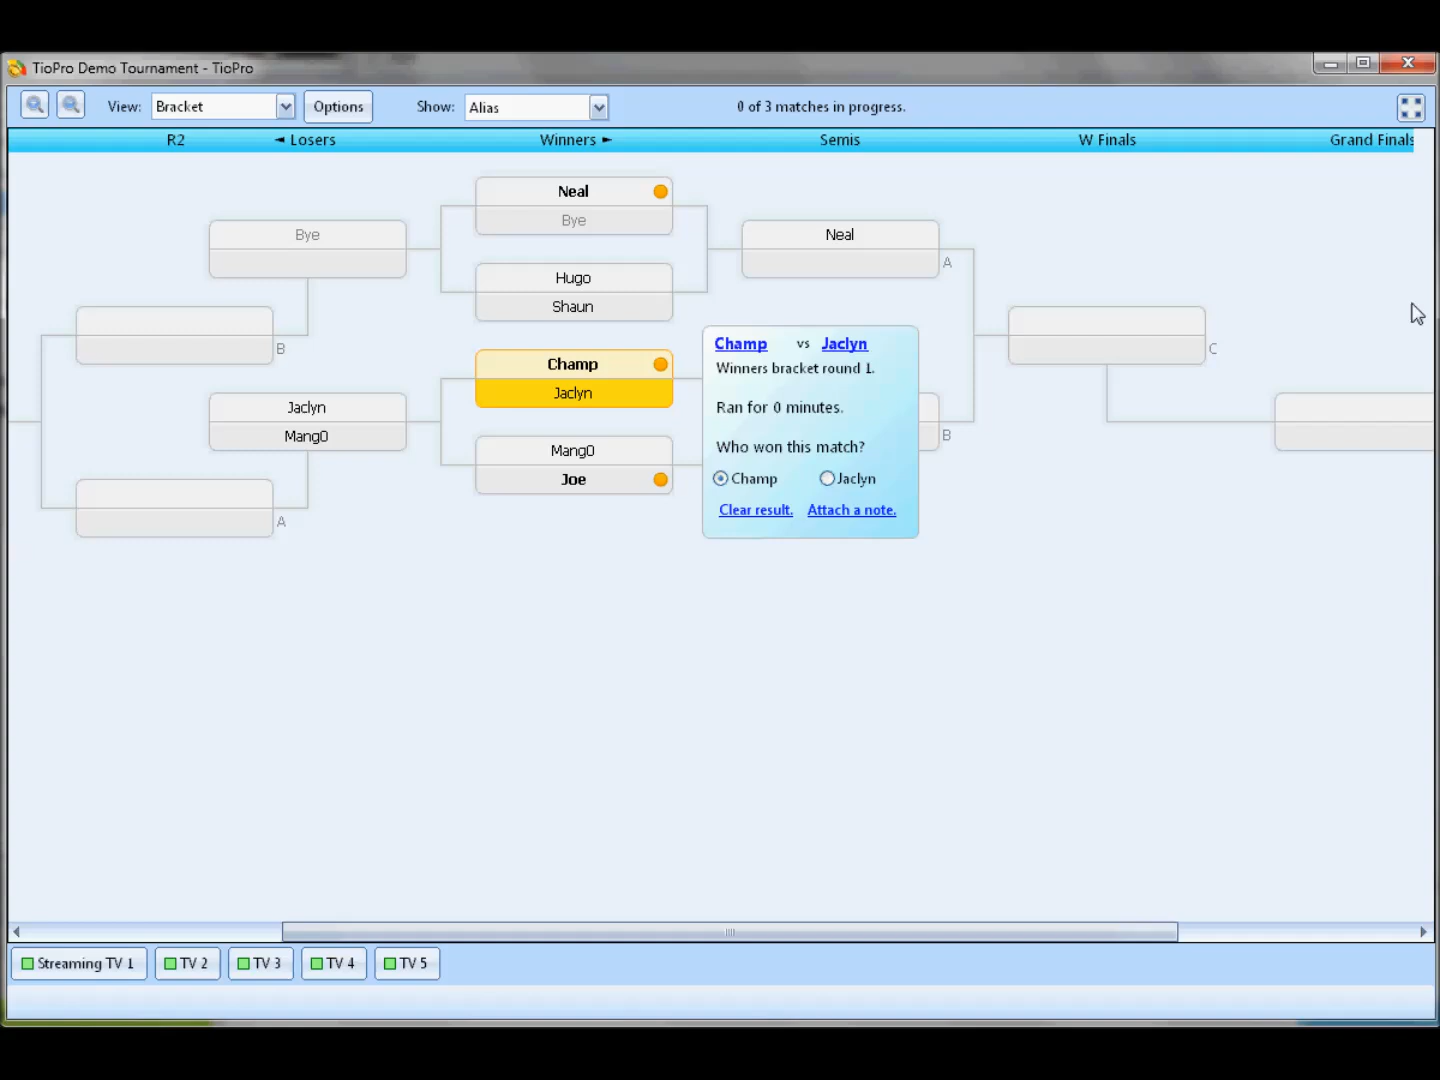 TioPro Demo Tournament - TioPro
View: Bracket Options Show: Alias 0 of 3 matches in progress.
R2 ◄ Losers Winners ► Semis W Finals Grand Finals
Neal
Bye
Bye
Neal
A
Hugo
Shaun
B
Champ
Jaclyn
Champ vs Jaclyn
Winners bracket round 1.
Ran for 0 minutes.
Who won this match?
Champ Jaclyn
Clear result. Attach a note.
C
Jaclyn
Mang0
B
Mang0
Joe
A
Streaming TV 1 TV 2 TV 3 TV 4 TV 5